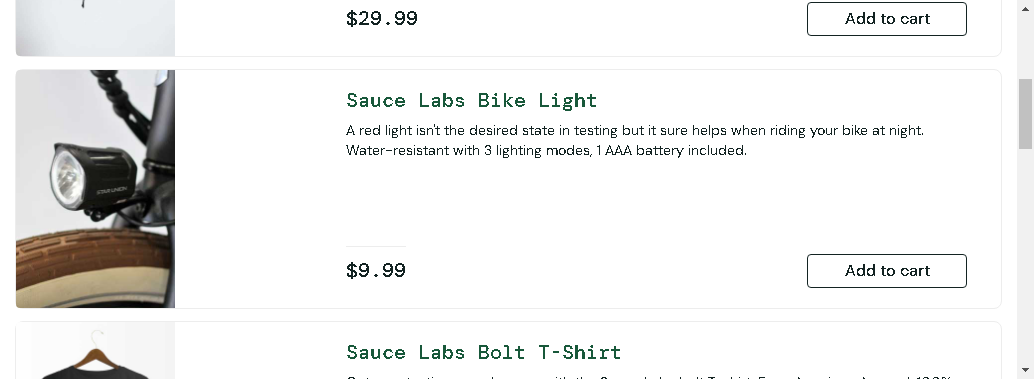 $29.99
Add to cart
Sauce Labs Bike Light
A red light isn't the desired state in testing but it sure helps when riding your bike at night.
Water-resistant with 3 lighting modes, 1 AAA battery included.
$9.99
Add to cart
Sauce Labs Bolt T-Shirt